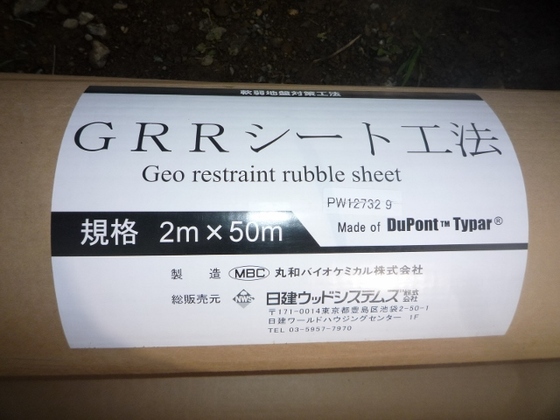 軟弱地盤対策工法
GRRシート工法
Geo restraint rubble sheet
PW12732 9
規格 2m×50m
Made of DuPont™ Typar®
製 造 MBC 丸和バイオケミカル株式会社
総販売元 日建ウッドシステムズ株式会社
〒171-0014東京都豊島区池袋2-50-1
日建ワールドハウジングセンター 1F
TEL 03-5957-7970